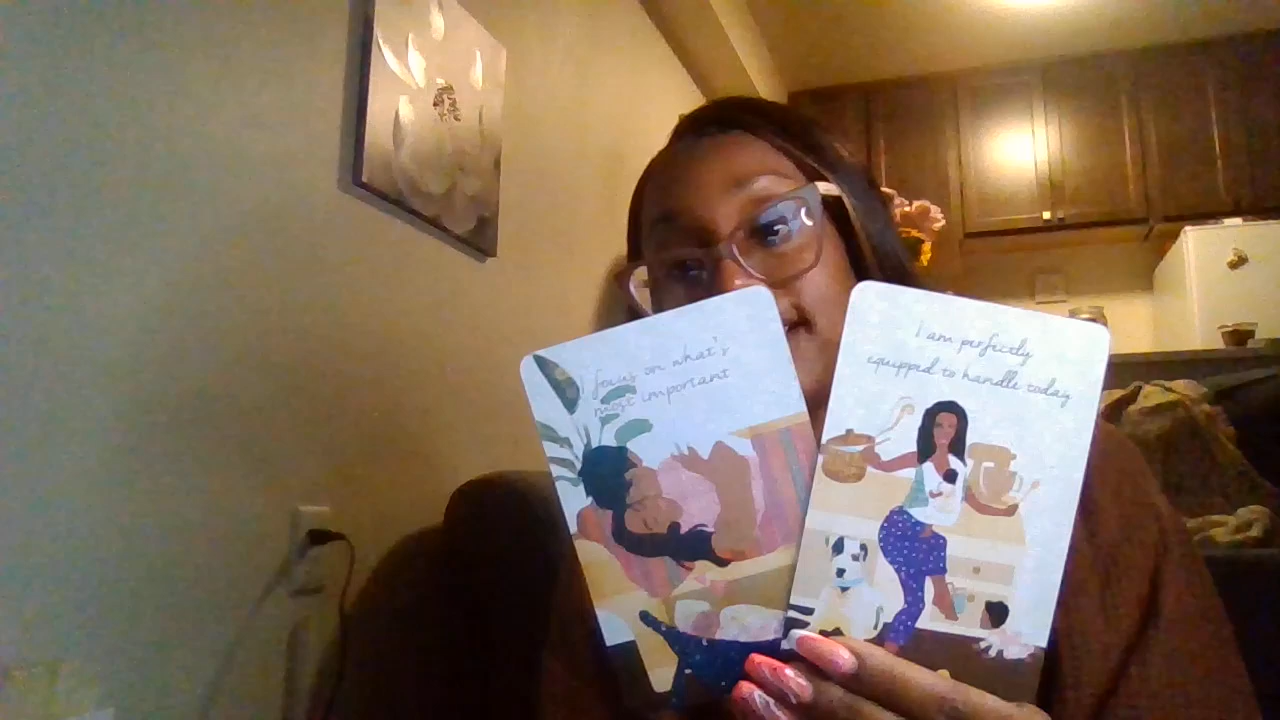 I focus on what's
most important
I am perfectly
equipped to handle today